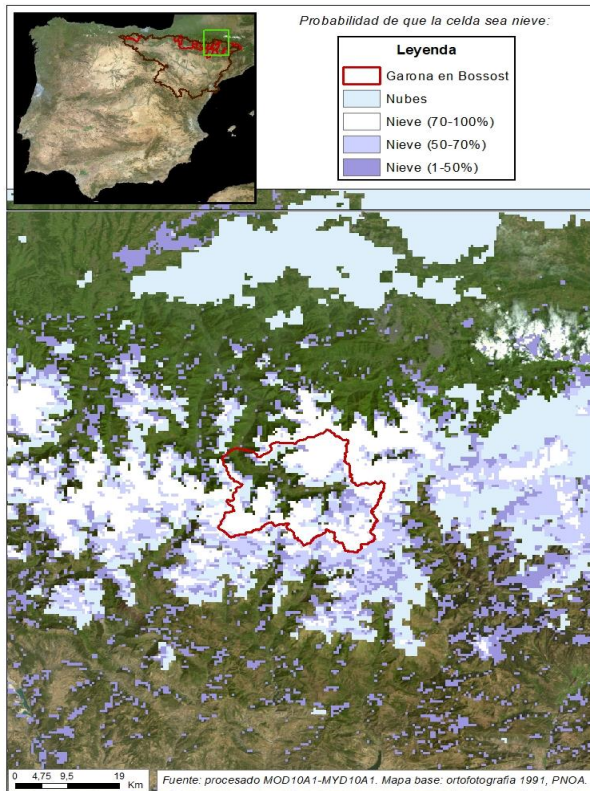 Probabilidad de que la celda sea nieve:
Leyenda
Garona en Bossost
Nubes
Nieve (70-100%)
Nieve (50-70%)
Nieve (1-50%)
0 4,75 9,5 19
Km
Fuente: procesado MOD10A1-MYD10A1. Mapa base: ortofotografia 1991, PNOA.